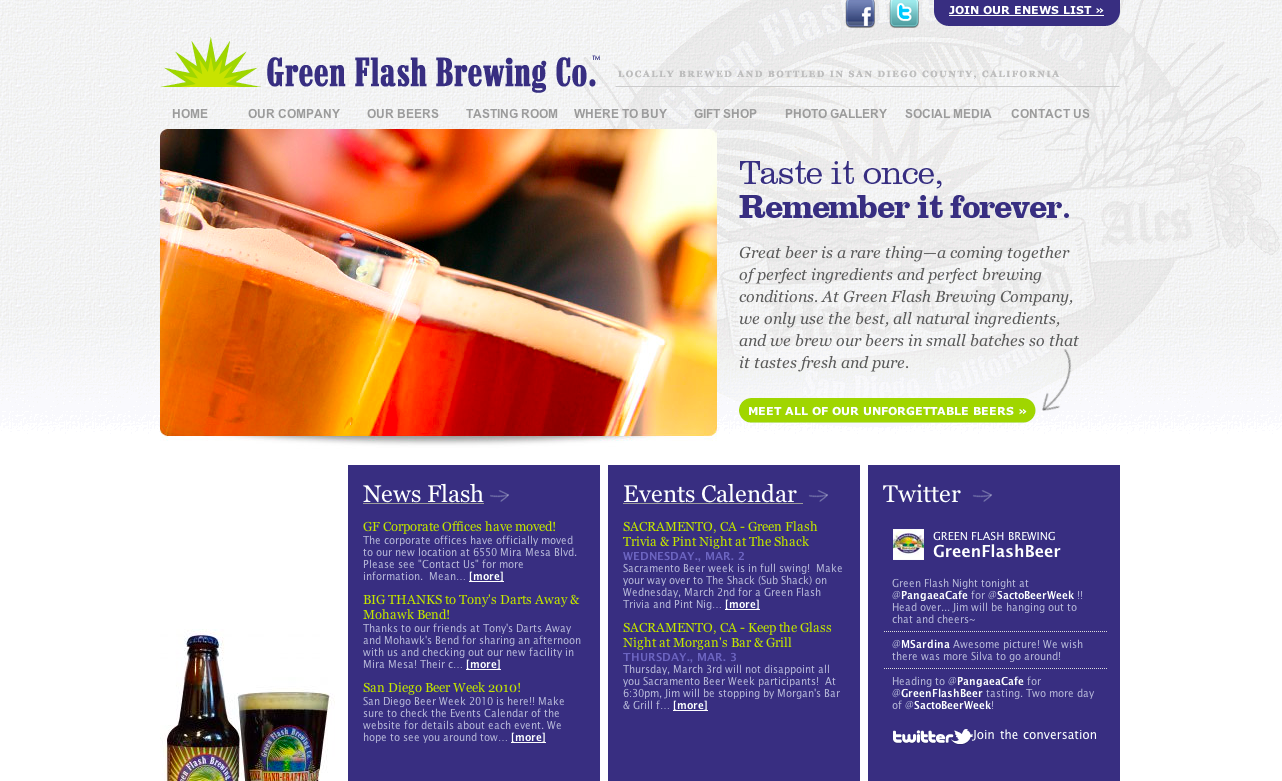 JOIN OUR ENEWS LIST »
Green Flash Brewing Co.™
LOCALLY BREWED AND BOTTLED IN SAN DIEGO COUNTY, CALIFORNIA
HOME
OUR COMPANY
OUR BEERS
TASTING ROOM
WHERE TO BUY
GIFT SHOP
PHOTO GALLERY
SOCIAL MEDIA
CONTACT US
Taste it once,
Remember it forever.
Great beer is a rare thing—a coming together
of perfect ingredients and perfect brewing
conditions. At Green Flash Brewing Company,
we only use the best, all natural ingredients,
and we brew our beers in small batches so that
it tastes fresh and pure.
MEET ALL OF OUR UNFORGETTABLE BEERS »
News Flash
GF Corporate Offices have moved!
The corporate offices have officially moved
to our new location at 6550 Mira Mesa Blvd.
Please see "Contact Us" for more
information.  Mean... [more]
BIG THANKS to Tony's Darts Away &
Mohawk Bend!
Thanks to our friends at Tony's Darts Away
and Mohawk's Bend for sharing an afternoon
with us and checking out our new facility in
Mira Mesa! Their c... [more]
San Diego Beer Week 2010!
San Diego Beer Week 2010 is here!! Make
sure to check the Events Calendar of the
website for details about each event. We
hope to see you around tow... [more]
Events Calendar
SACRAMENTO, CA - Green Flash
Trivia & Pint Night at The Shack
WEDNESDAY., MAR. 2
Sacramento Beer week is in full swing!  Make
your way over to The Shack (Sub Shack) on
Wednesday, March 2nd for a Green Flash
Trivia and Pint Nig... [more]
SACRAMENTO, CA - Keep the Glass
Night at Morgan's Bar & Grill
THURSDAY., MAR. 3
Thursday, March 3rd will not disappoint all
you Sacramento Beer Week participants!  At
6:30pm, Jim will be stopping by Morgan's Bar
& Grill f... [more]
Twitter
GREEN FLASH BREWING
GreenFlashBeer
Green Flash Night tonight at
@PangaeaCafe for @SactoBeerWeek !!
Head over... Jim will be hanging out to
chat and cheers~
@MSardina Awesome picture! We wish
there was more Silva to go around!
Heading to @PangaeaCafe for
@GreenFlashBeer tasting. Two more day
of @SactoBeerWeek!
twitter Join the conversation
Green Flash Brewing Co.
Ales
San Diego, California